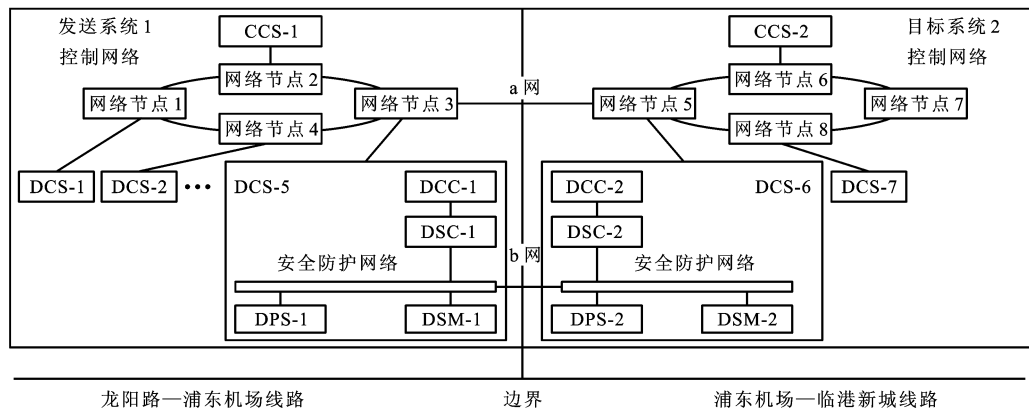 发送系统1
控制网络
CCS-1
网络节点2
网络节点1
网络节点3
网络节点4
DCS-1
DCS-2
•••
DCS-5
DCC-1
DSC-1
安全防护网络
DPS-1
DSM-1
a网
b网
目标系统2
控制网络
CCS-2
网络节点6
网络节点5
网络节点7
网络节点8
DCC-2
DCS-6
DCS-7
DSC-2
安全防护网络
DPS-2
DSM-2
龙阳路—浦东机场线路
边界
浦东机场—临港新城线路